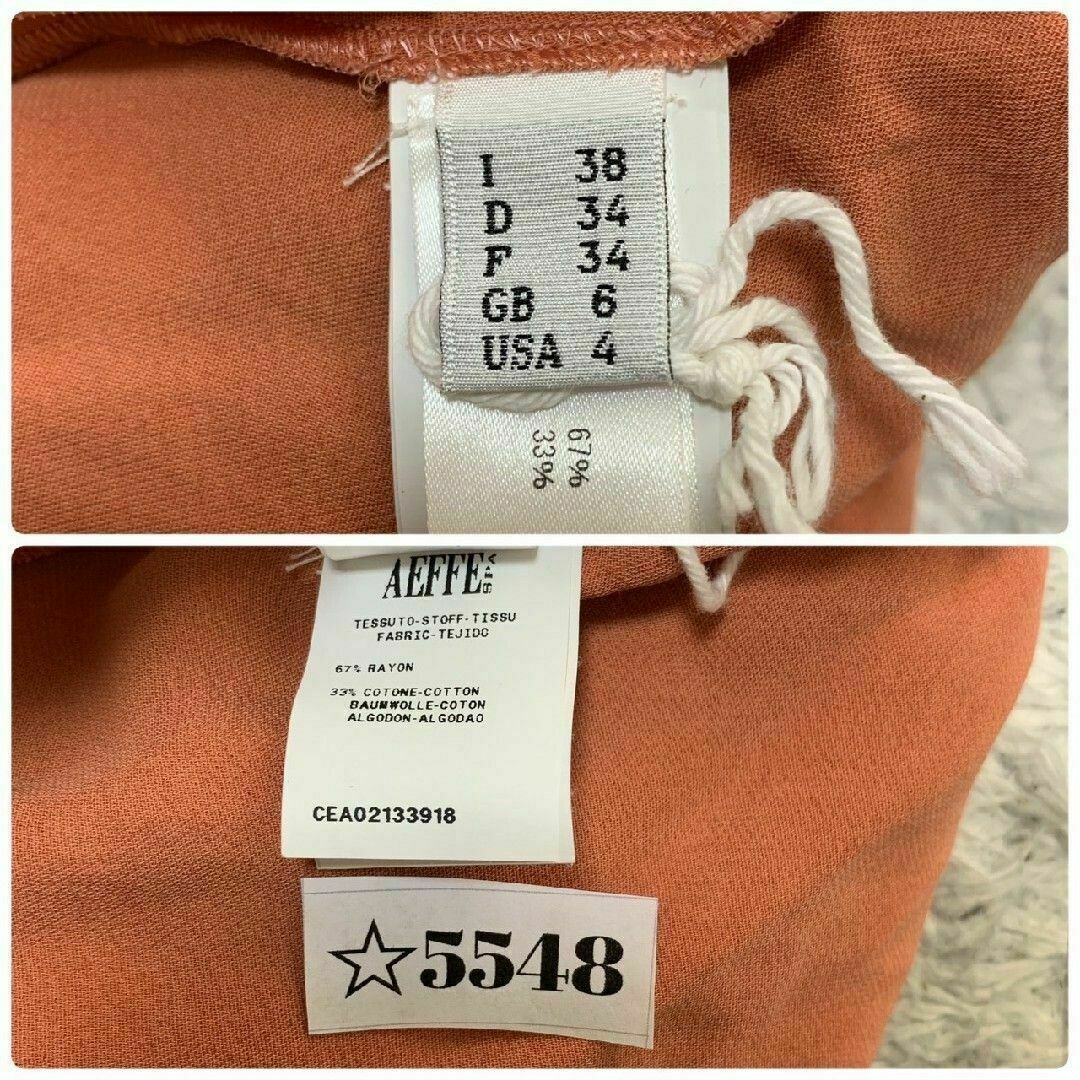 I 38
D 34
F 34
GB 6
USA 4
67%
33%
AEFFE SPA
TESSUTO-STOFF-TISSU
FABRIC-TEJIDO
67% RAYON
33% COTONE-COTTON
BAUMWOLLE-COTON
ALGODON-ALGODAO
CEA02133918
☆5548